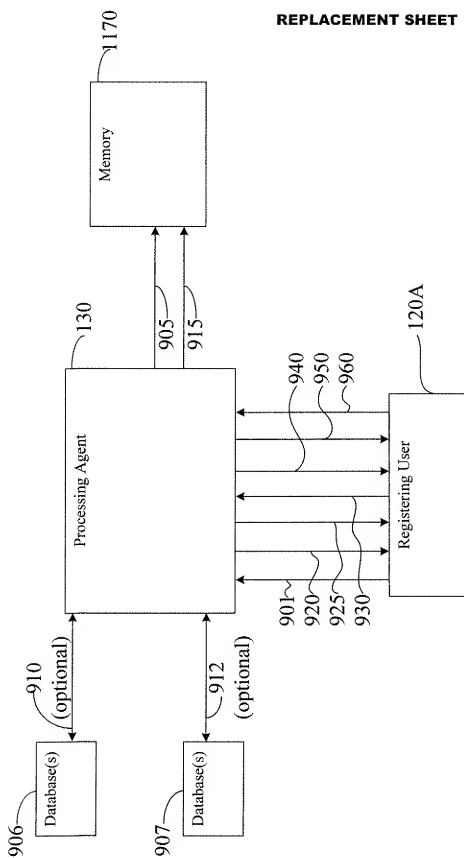 REPLACEMENT SHEET
1170
Memory
905
915
130
Processing Agent
940
950
960
120A
Registering User
901
920
925
930
910
(optional)
912
(optional)
Database(s)
906
Database(s)
907